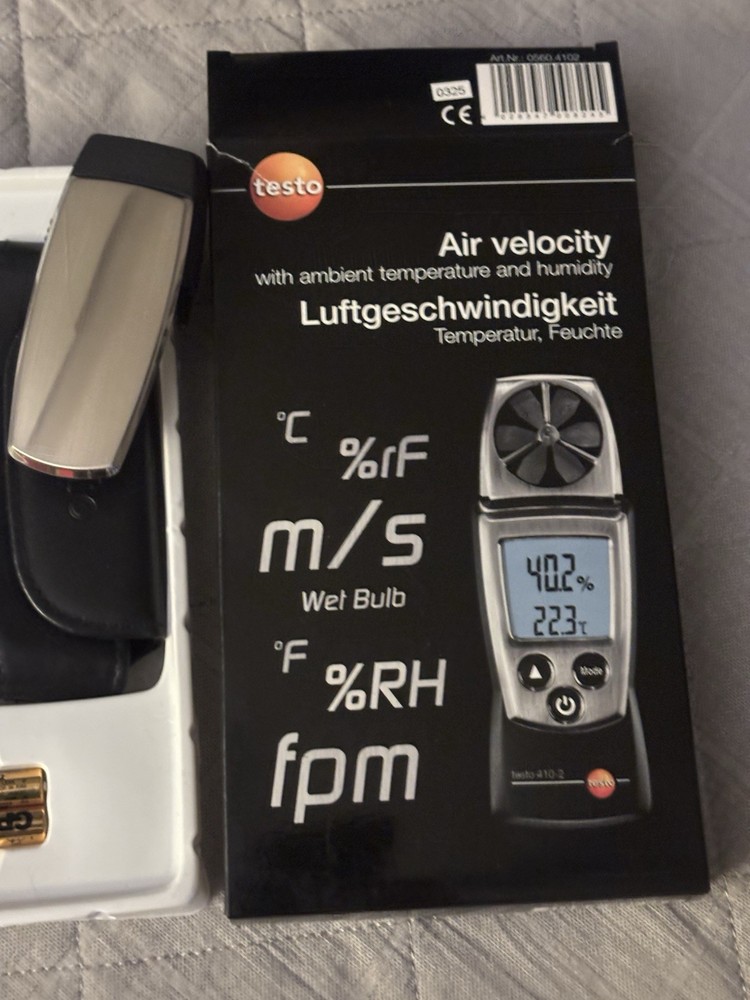 Art.Nr.: 0560.4102
0325
CE
testo
Air velocity
with ambient temperature and humidity
Luftgeschwindigkeit
Temperatur, Feuchte
°C
%rF
m/s
Wet Bulb
°F
%RH
fpm
40.2%
22.3℃
▲
Mode
testo 410-2
testo
GP